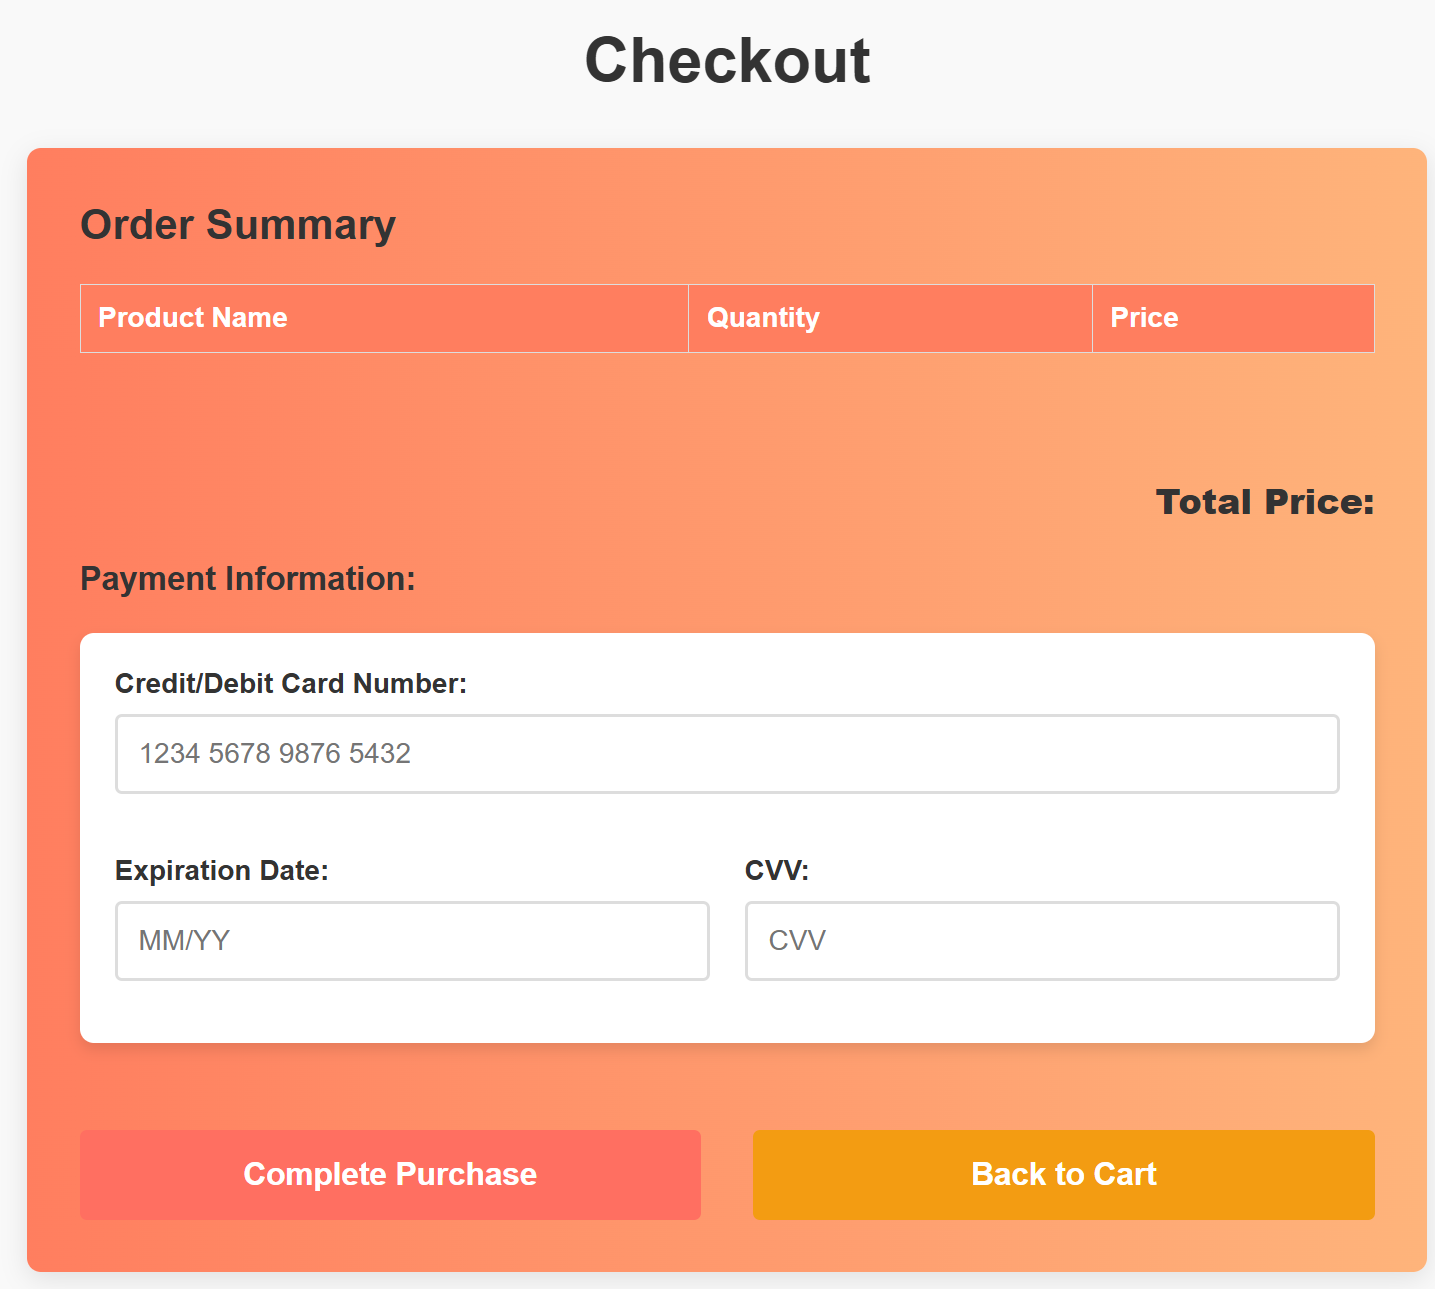 Checkout
Order Summary
Product Name Quantity Price
Total Price:
Payment Information:
Credit/Debit Card Number:
1234 5678 9876 5432
Expiration Date: CVV:
MM/YY CVV
Complete Purchase Back to Cart